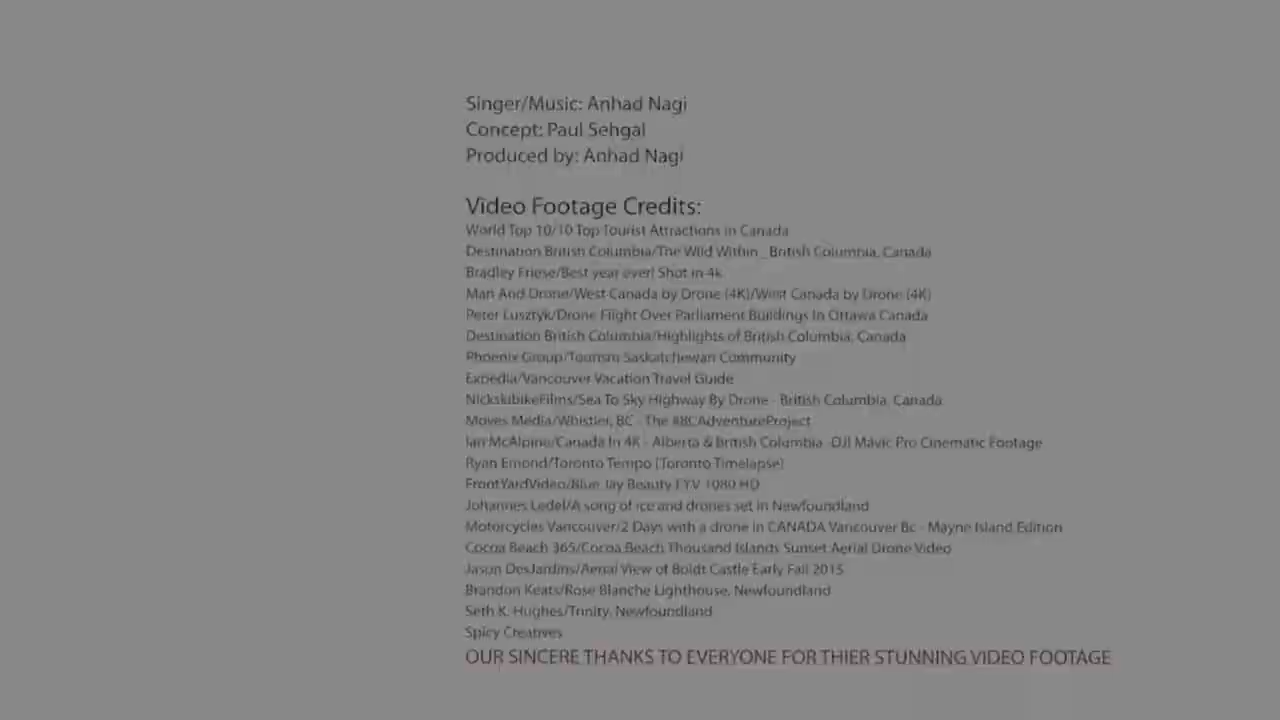 Singer/Music: Anhad Nagi
Concept: Paul Sehgal
Produced by: Anhad Nagi
Video Footage Credits:
World Top 10/10 Top Tourist Attractions in Canada
Destination British Columbia/The Wild Within _ British Columbia, Canada
Bradley Friese/Best year ever! Shot in 4k
Man And Drone/West Canada by Drone (4K)/West Canada by Drone (4K)
Peter Lusztyk/Drone Flight Over Parliament Buildings In Ottawa Canada
Destination British Columbia/Highlights of British Columbia, Canada
Phoenix Group/Tourism Saskatchewan Community
Expedia/Vancouver Vacation Travel Guide
NickskibikeFilms/Sea To Sky Highway By Drone - British Columbia, Canada
Moves Media/Whistler, BC - The #BCAdventureProject
Ian McAlpine/Canada In 4K - Alberta & British Columbia -DJI Mavic Pro Cinematic Footage
Ryan Emond/Toronto Tempo (Toronto Timelapse)
FrontYardVideo/Blue Jay Beauty FYV 1080 HD
Johannes Ledel/A song of ice and drones set in Newfoundland
Motorcycles Vancouver/2 Days with a drone in CANADA Vancouver Bc - Mayne Island Edition
Cocoa Beach 365/Cocoa Beach Thousand Islands Sunset Aerial Drone Video
Jason DesJardins/Aerial View of Boldt Castle Early Fall 2015
Brandon Keats/Rose Blanche Lighthouse, Newfoundland
Seth K. Hughes/Trinity, Newfoundland
Spicy Creatives
OUR SINCERE THANKS TO EVERYONE FOR THIER STUNNING VIDEO FOOTAGE